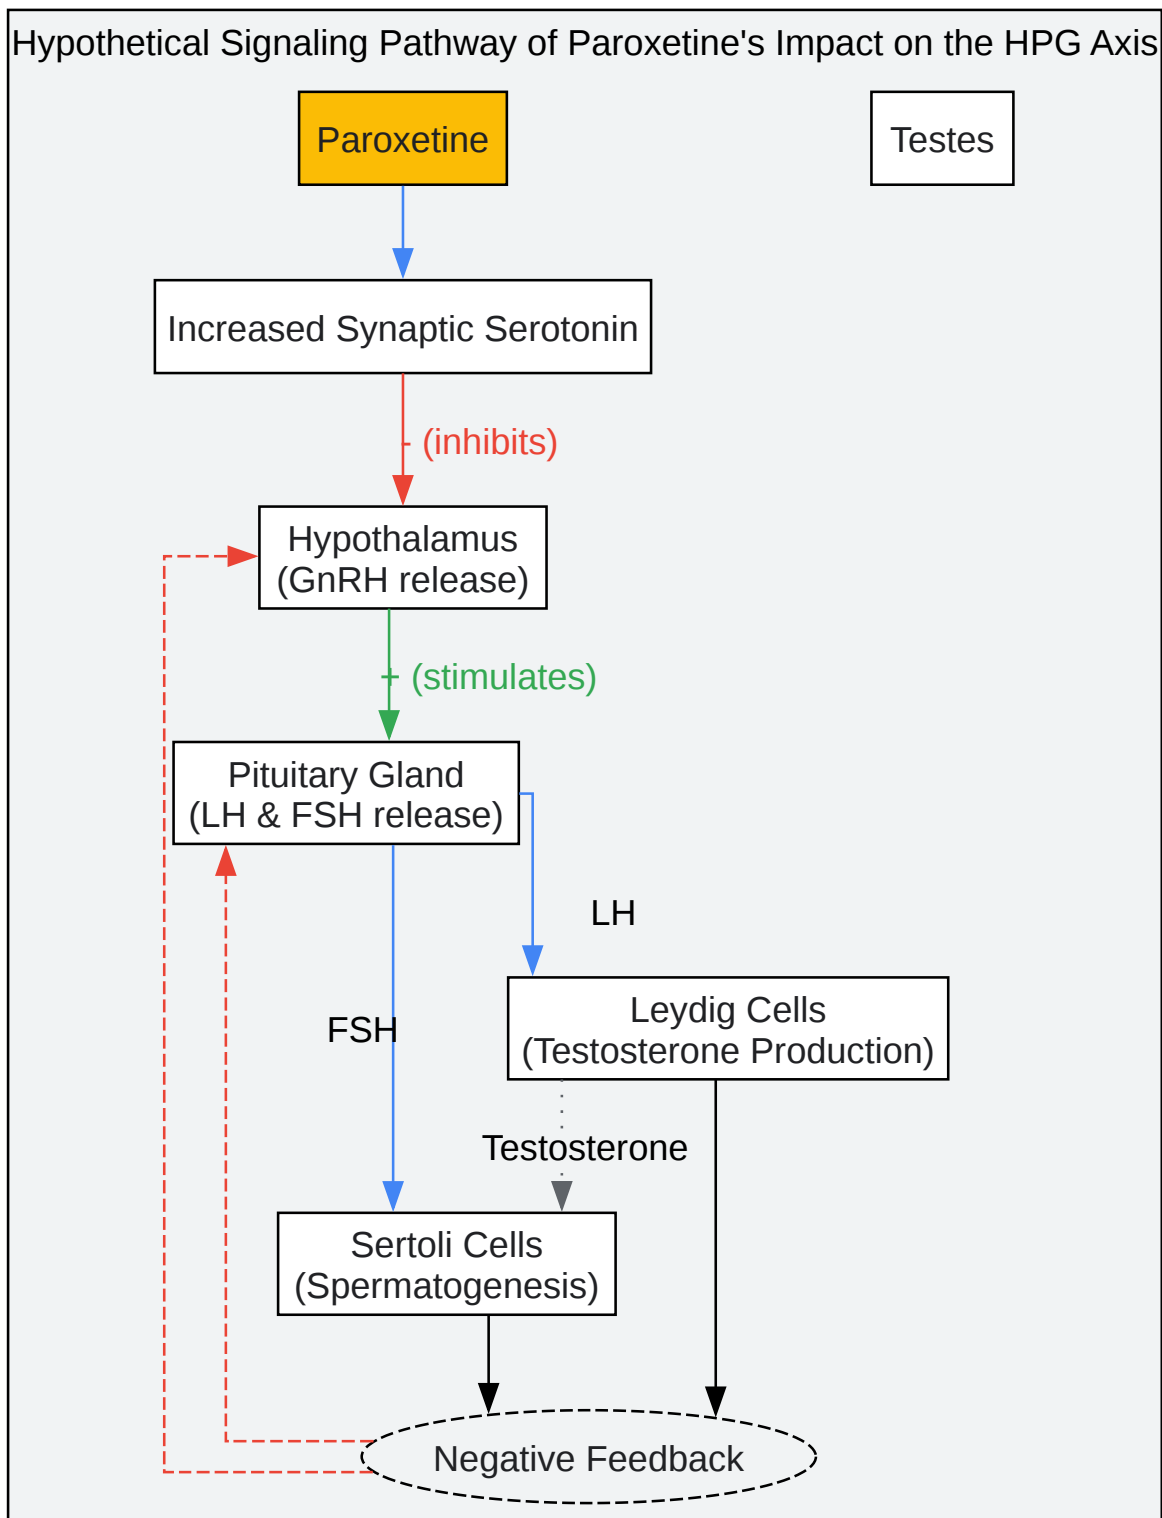 Hypothetical Signaling Pathway of Paroxetine's Impact on the HPG Axis
Paroxetine
Testes
Increased Synaptic Serotonin
- (inhibits)
Hypothalamus
(GnRH release)
+ (stimulates)
Pituitary Gland
(LH & FSH release)
LH
Leydig Cells
(Testosterone Production)
FSH
Testosterone
Sertoli Cells
(Spermatogenesis)
Negative Feedback